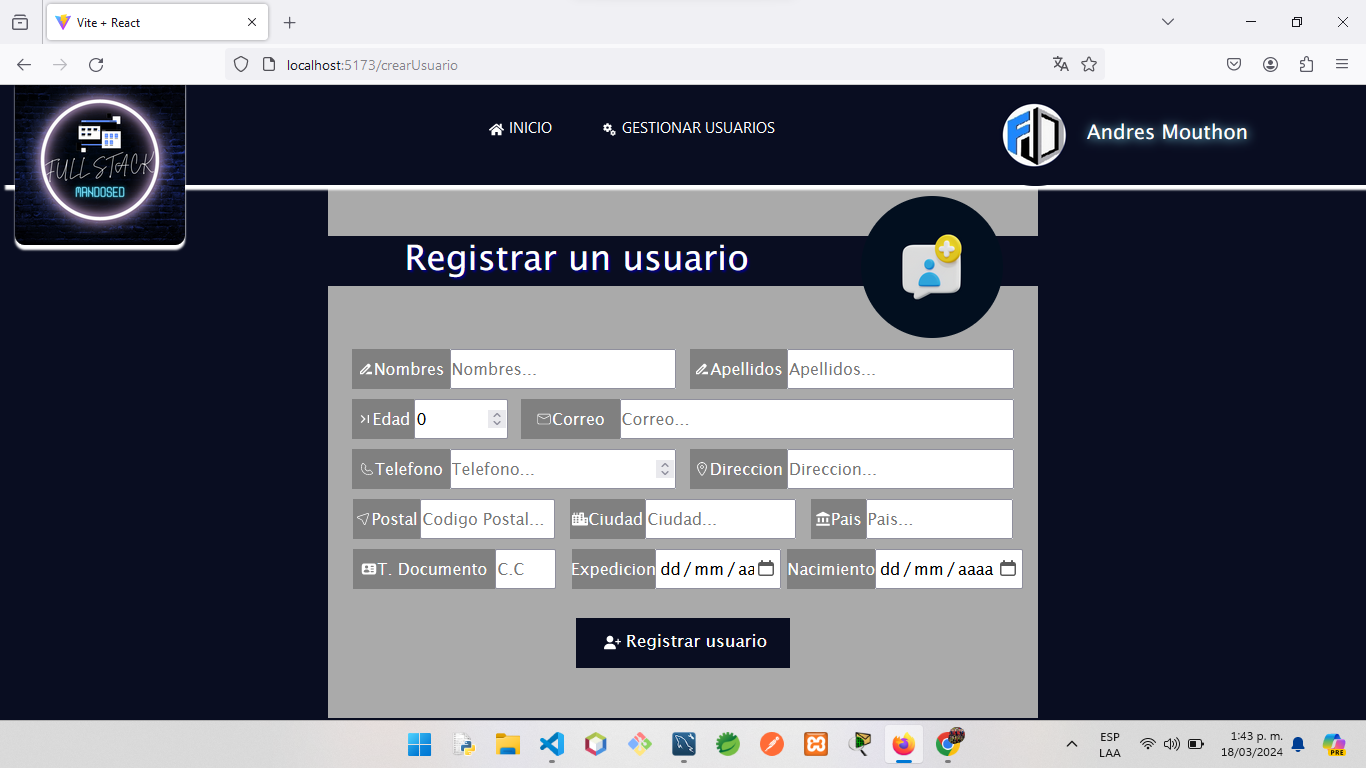 Vite + React
localhost:5173/crearUsuario
FULL STACK
MANDOSED
INICIO
GESTIONAR USUARIOS
Andres Mouthon
Registrar un usuario
Nombres Nombres...
Apellidos Apellidos...
Edad 0
Correo Correo...
Telefono Telefono...
Direccion Direccion...
Postal Codigo Postal...
Ciudad Ciudad...
Pais Pais...
T. Documento C.C
Expedicion dd/mm/aa
Nacimiento dd/mm/aaaa
Registrar usuario
ESP
LAA
1:43 p. m.
18/03/2024
PRE